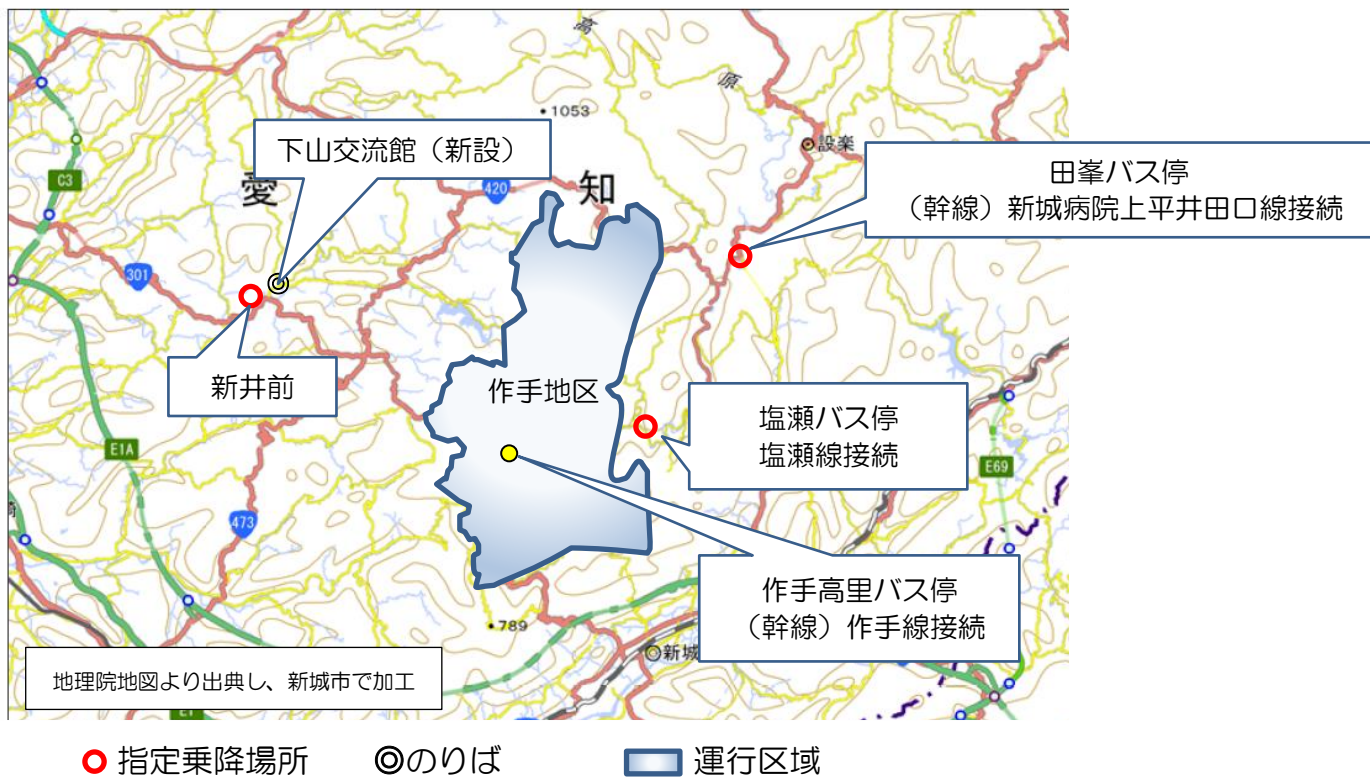 高
原
・1053
下山交流館（新設）
設楽
C3
愛
420
知
田峯バス停
（幹線）新城病院上平井田口線接続
301
新井前
作手地区
塩瀬バス停
塩瀬線接続
E1A
E69
473
作手高里バス停
（幹線）作手線接続
・789
新城
地理院地図より出典し、新城市で加工
指定乗降場所
のりば
運行区域